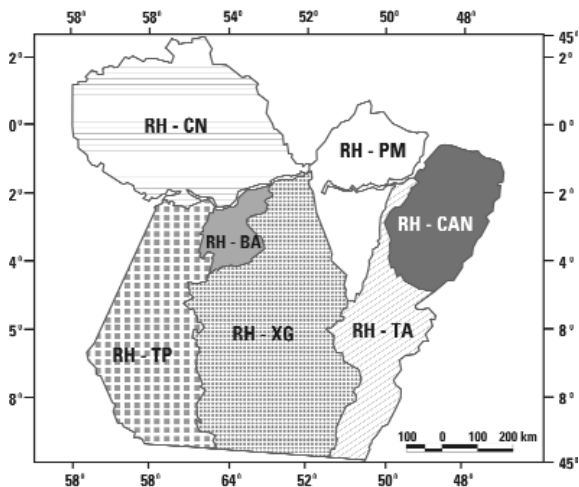 58° 56° 54° 52° 50° 48°
45°
2° 2°
RH - CN
0° 0°
RH - PM
2° 2°
RH - CAN
RH - BA
4° 4°
5° 8°
RH - TP RH - XG RH - TA
8° 8°
100 0 100 200 km
45°
58° 56° 64° 52° 50° 48°